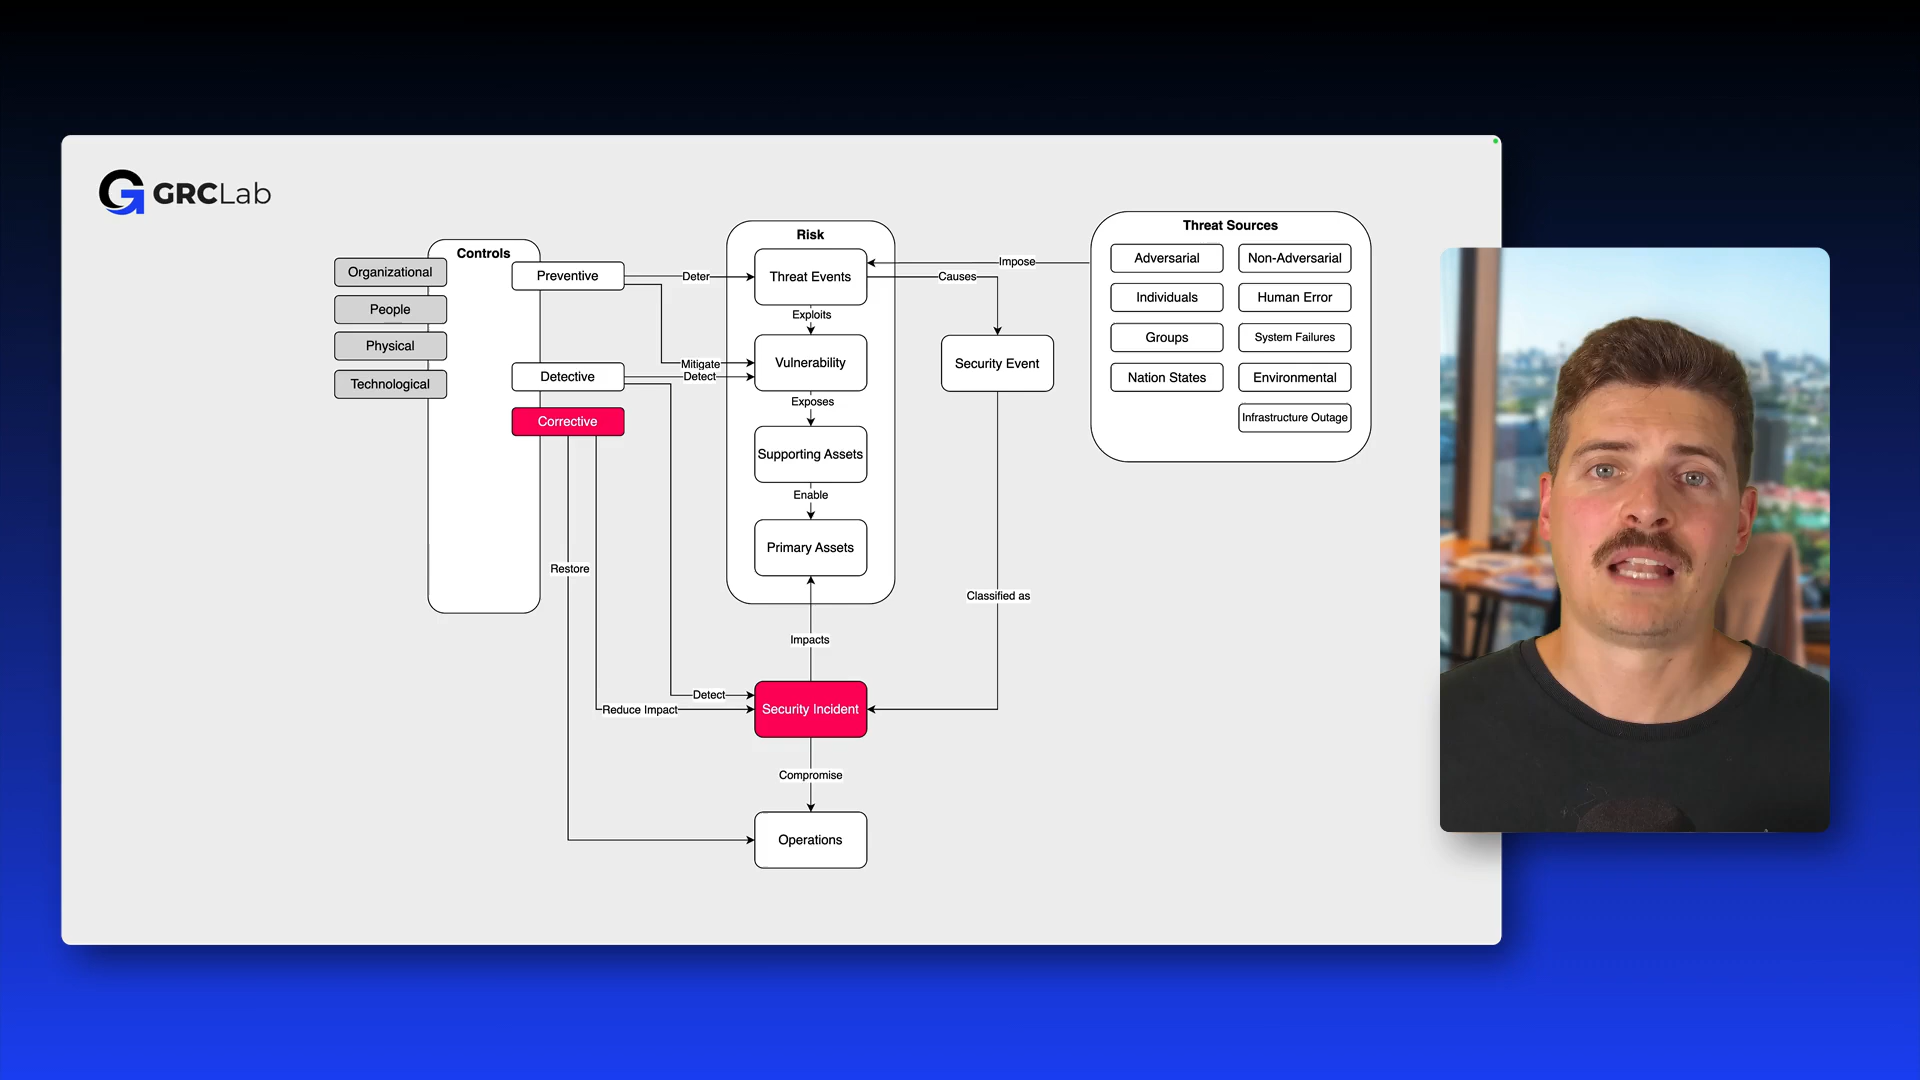 GRCLab
Controls
Organizational
People
Physical
Technological
Preventive
Detective
Corrective
Deter
Mitigate
Detect
Restore
Reduce Impact
Detect
Risk
Threat Events
Exploits
Vulnerability
Exposes
Supporting Assets
Enable
Primary Assets
Impacts
Security Incident
Compromise
Operations
Impose
Causes
Security Event
Classified as
Threat Sources
Adversarial
Non-Adversarial
Individuals
Human Error
Groups
System Failures
Nation States
Environmental
Infrastructure Outage